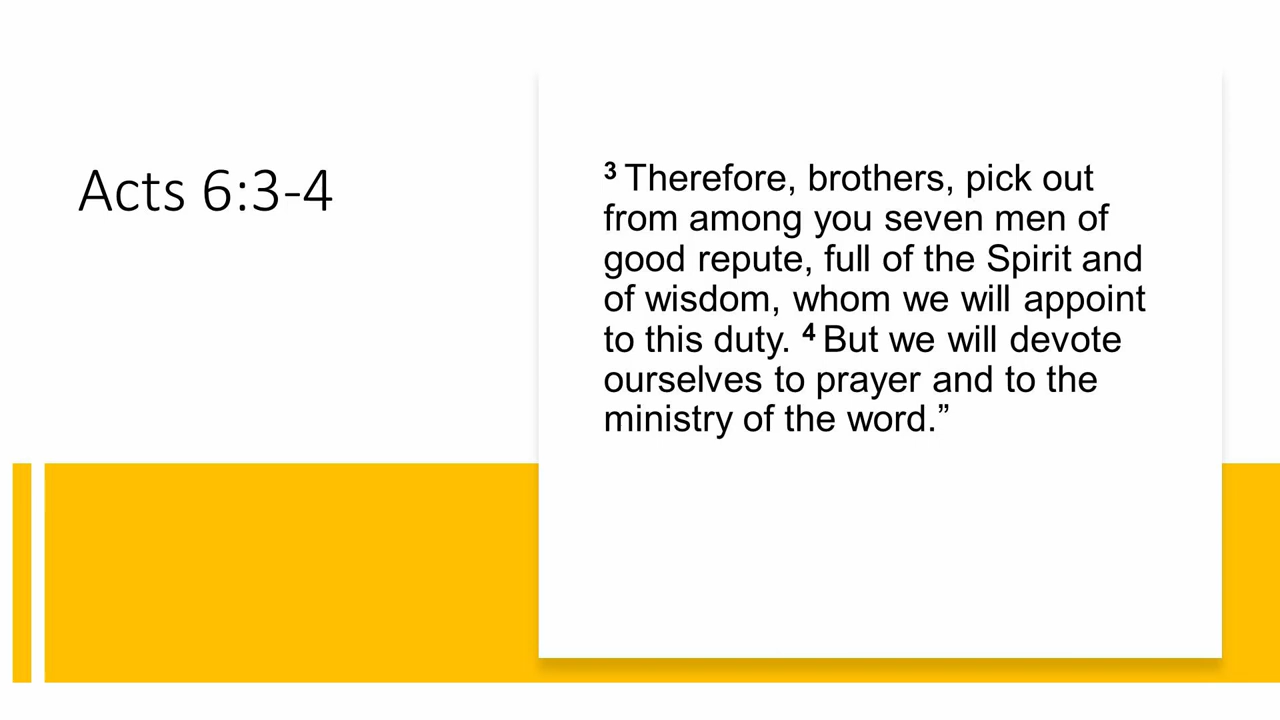 Acts 6:3-4
3 Therefore, brothers, pick out
from among you seven men of
good repute, full of the Spirit and
of wisdom, whom we will appoint
to this duty. 4 But we will devote
ourselves to prayer and to the
ministry of the word.”